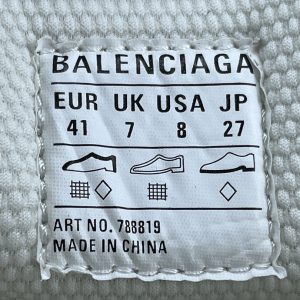 BALENCIAGA
EUR UK USA JP
41 7 8 27
ART NO. 788819
MADE IN CHINA